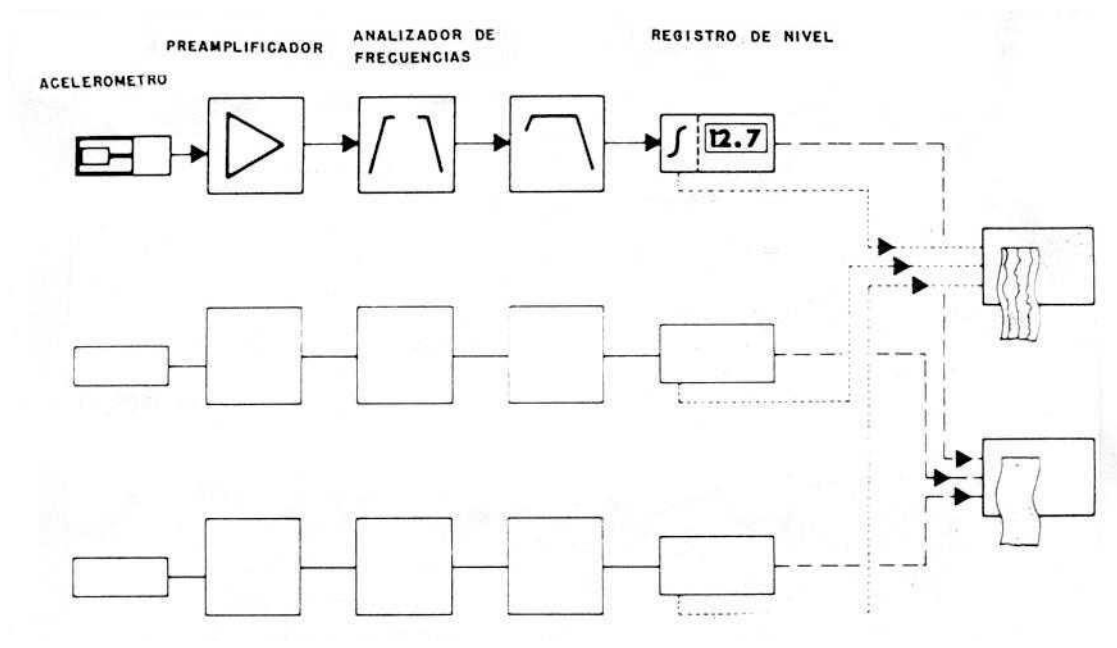 PREAMPLIFICADOR
ANALIZADOR DE
FRECUENCIAS
REGISTRO DE NIVEL
ACELEROMETRO
∫ 12.7